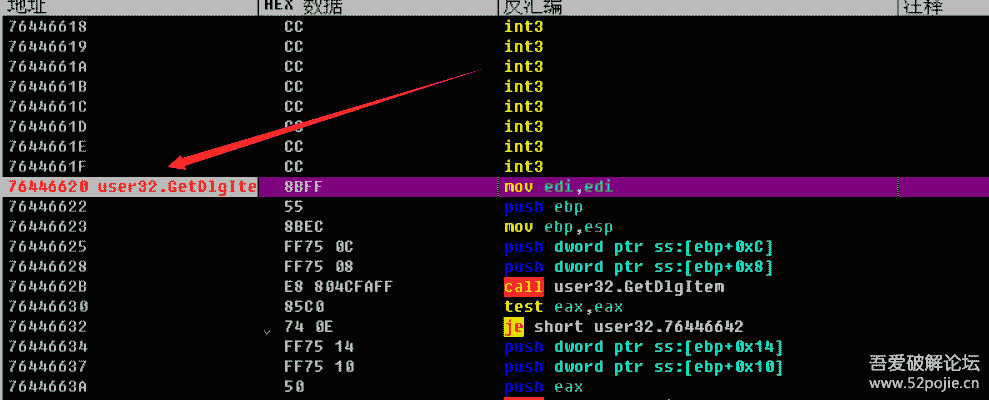 地址 HEX 数据 反汇编 注释
76446618 CC int3
76446619 CC int3
7644661A CC int3
7644661B CC int3
7644661C CC int3
7644661D CC int3
7644661E CC int3
7644661F CC int3
76446620 user32.GetDlgIte 8BFF mov edi,edi
76446622 55 push ebp
76446623 8BEC mov ebp,esp
76446625 FF75 0C push dword ptr ss:[ebp+0xC]
76446628 FF75 08 push dword ptr ss:[ebp+0x8]
7644662B E8 804CFAFF call user32.GetDlgItem
76446630 85C0 test eax,eax
76446632 74 0E je short user32.76446642
76446634 FF75 14 push dword ptr ss:[ebp+0x14]
76446637 FF75 10 push dword ptr ss:[ebp+0x10]
7644663A 50 push eax
吾爱破解论坛
www.52pojie.cn